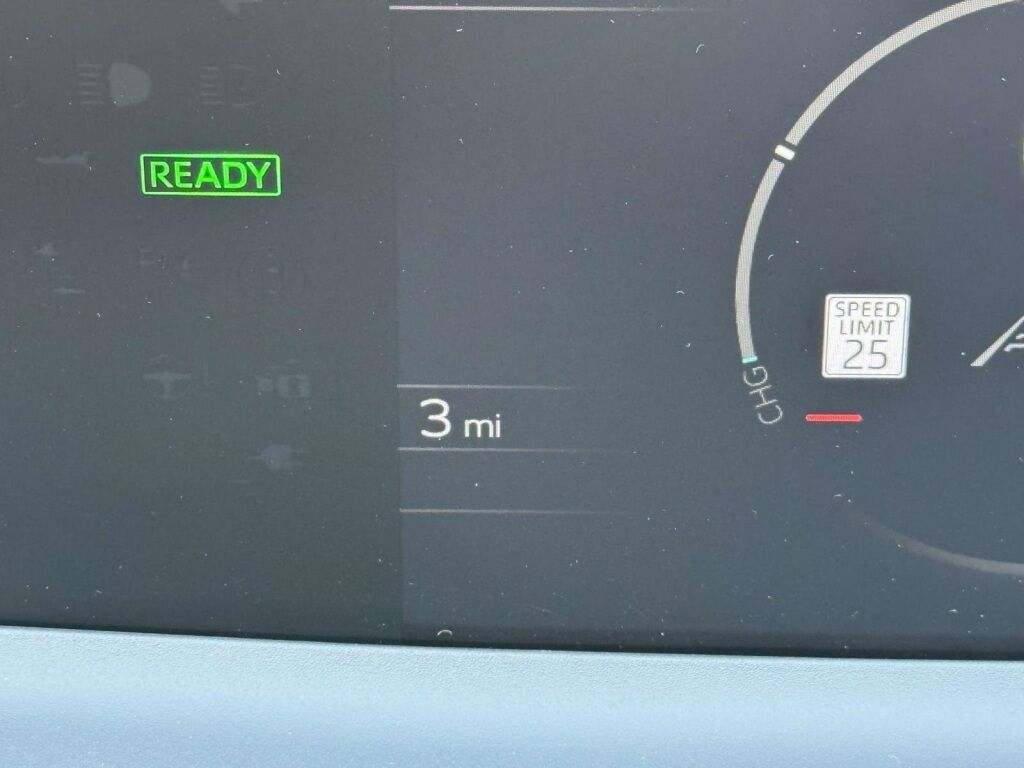 READY
SPEED
LIMIT
25
CHG
3 mi